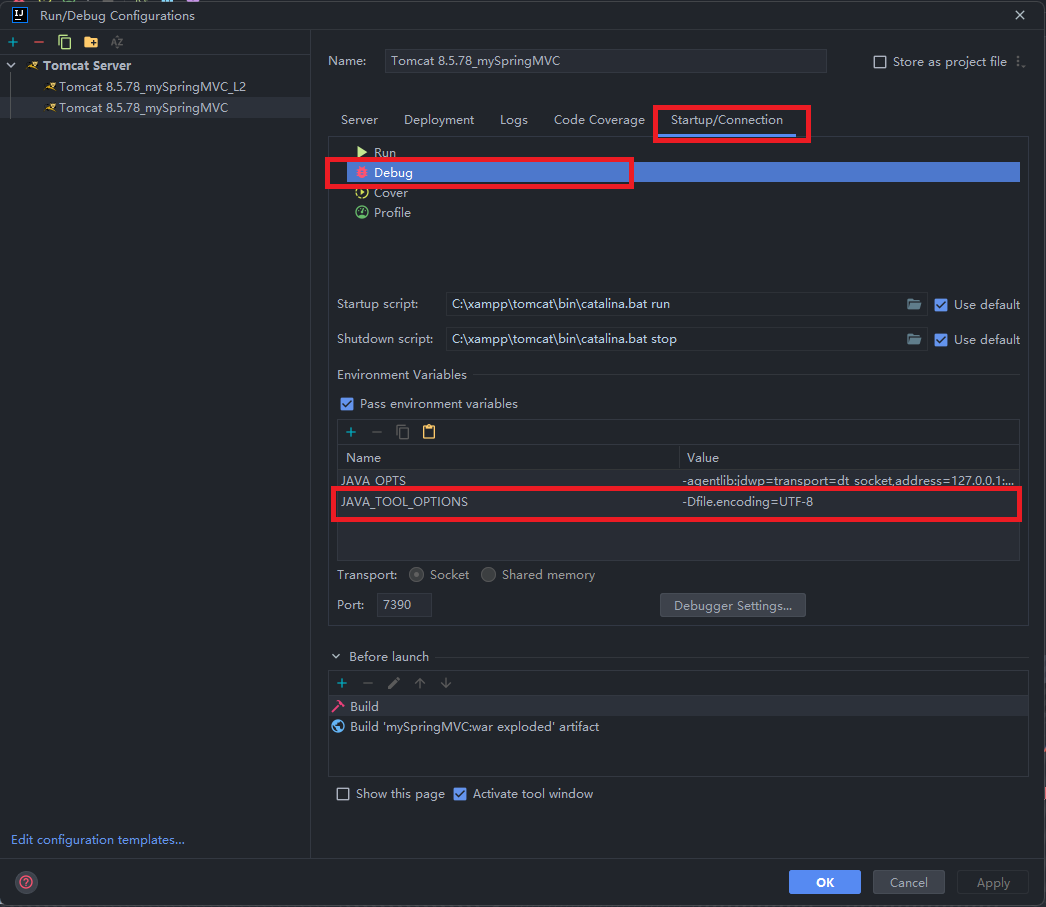 Run/Debug Configurations
Tomcat Server
Tomcat 8.5.78_mySpringMVC_L2
Tomcat 8.5.78_mySpringMVC
Name: Tomcat 8.5.78_mySpringMVC Store as project file
Server Deployment Logs Code Coverage Startup/Connection
Run
Debug
Cover
Profile
Startup script: C:\xampp\tomcat\bin\catalina.bat run Use default
Shutdown script: C:\xampp\tomcat\bin\catalina.bat stop Use default
Environment Variables
Pass environment variables
Name Value
JAVA_OPTS -agentlib:jdwp=transport=dt_socket,address=127.0.0.1:...
JAVA_TOOL_OPTIONS -Dfile.encoding=UTF-8
Transport: Socket Shared memory
Port: 7390 Debugger Settings...
Before launch
Build
Build 'mySpringMVC:war exploded' artifact
Show this page Activate tool window
Edit configuration templates...
OK Cancel Apply